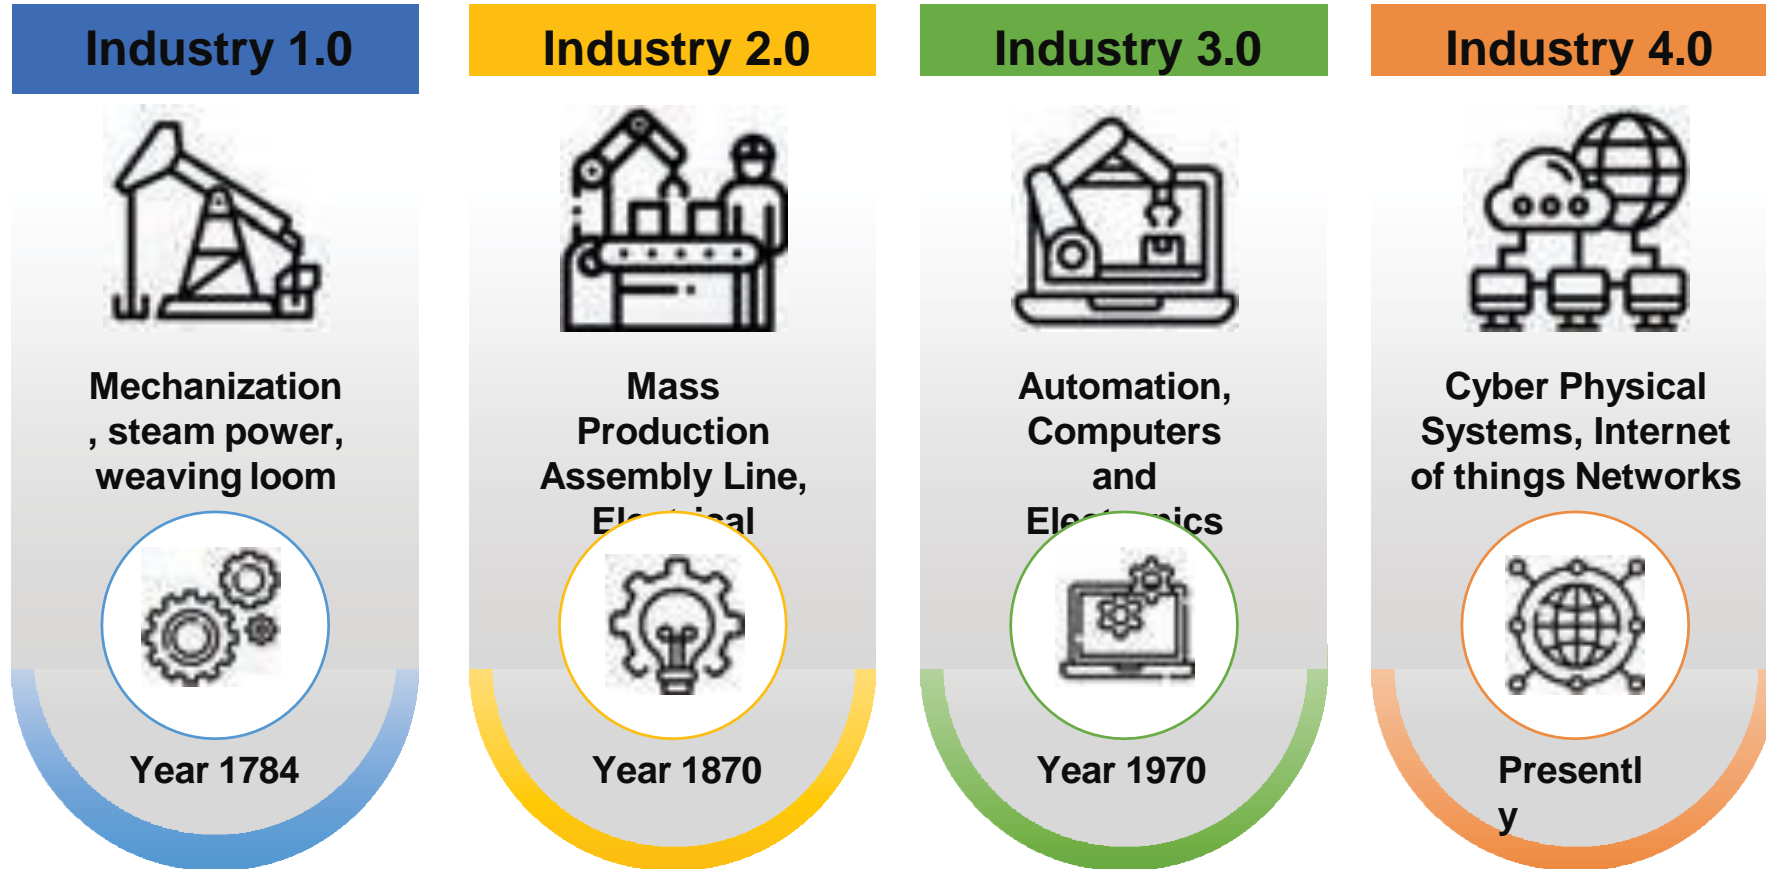 Industry 1.0
Mechanization
, steam power,
weaving loom
Year 1784
Industry 2.0
Mass
Production
Assembly Line,
Electrical
Year 1870
Industry 3.0
Automation,
Computers
and
Electronics
Year 1970
Industry 4.0
Cyber Physical
Systems, Internet
of things Networks
Presentl
y